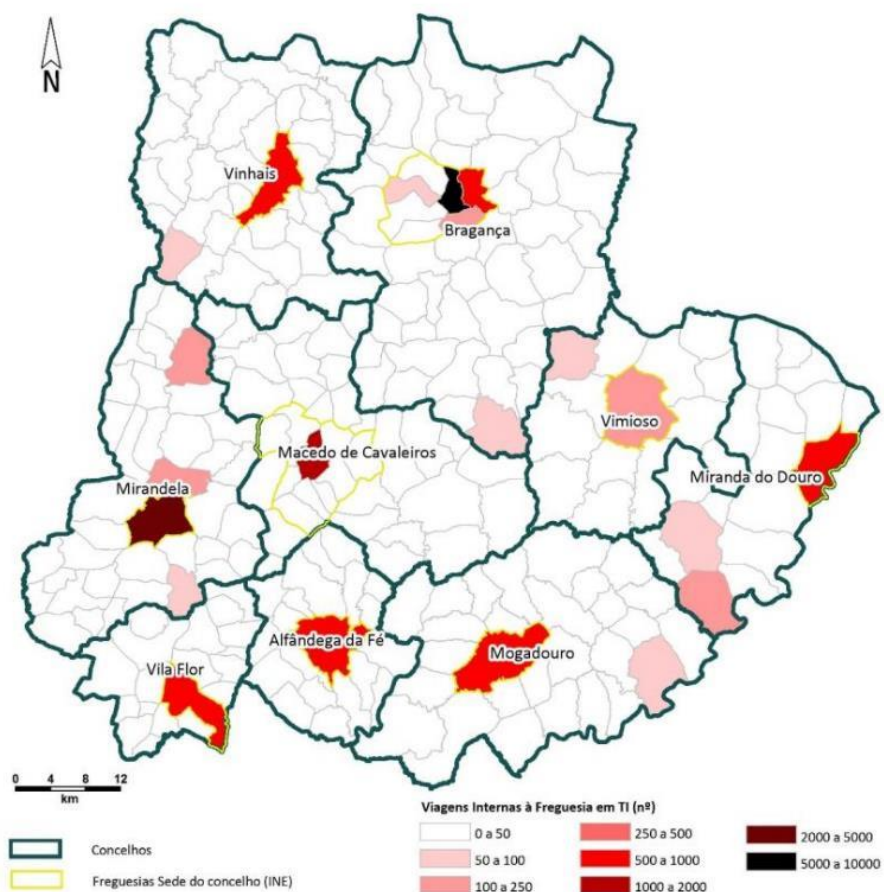 N
Vinhais
Bragança
Vimioso
Macedo de Cavaleiros
Miranda do Douro
Mirandela
Alfândega da Fé
Mogadouro
Vila Flor
0 4 8 12
km
Viagens Internas à Freguesia em TI (nº)
0 a 50
250 a 500
2000 a 5000
50 a 100
500 a 1000
5000 a 10000
100 a 250
1000 a 2000
Concelhos
Freguesias Sede do concelho (INE)